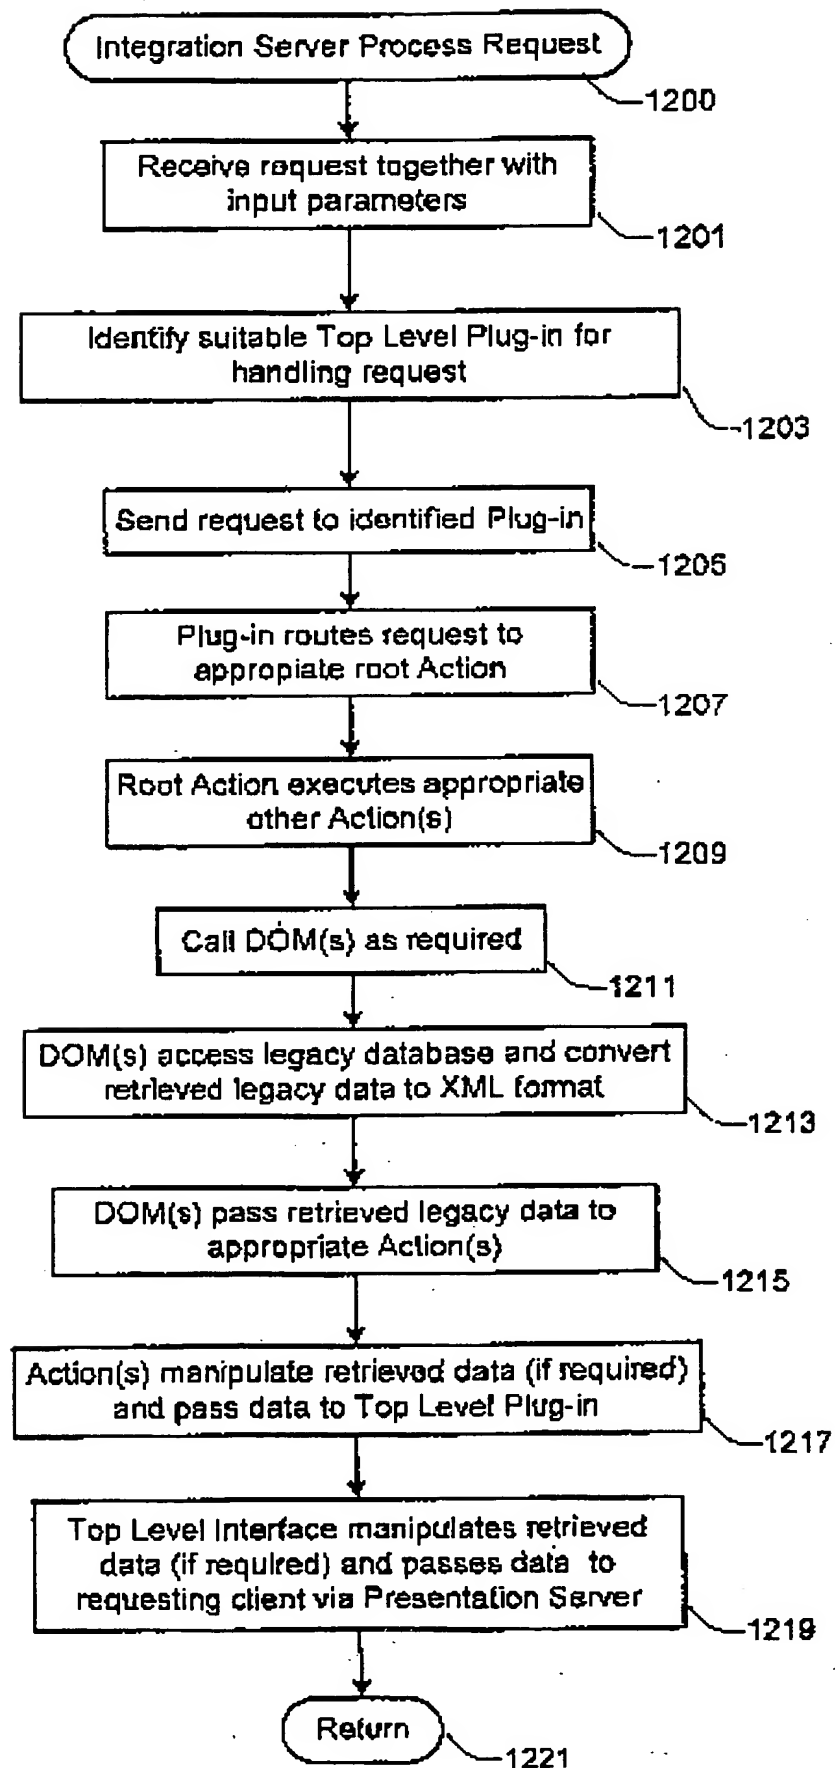 Integration Server Process Request
1200
Receive request together with
input parameters
1201
Identify suitable Top Level Plug-in for
handling request
1203
Send request to identified Plug-in
1205
Plug-in routes request to
appropiate root Action
1207
Root Action executes appropriate
other Action(s)
1209
Call DOM(s) as required
1211
DOM(s) access legacy database and convert
retrieved legacy data to XML format
1213
DOM(s) pass retrieved legacy data to
appropriate Action(s)
1215
Action(s) manipulate retrieved data (if required)
and pass data to Top Level Plug-in
1217
Top Level Interface manipulates retrieved
data (if required) and passes data to
requesting client via Presentation Server
1219
Return
1221